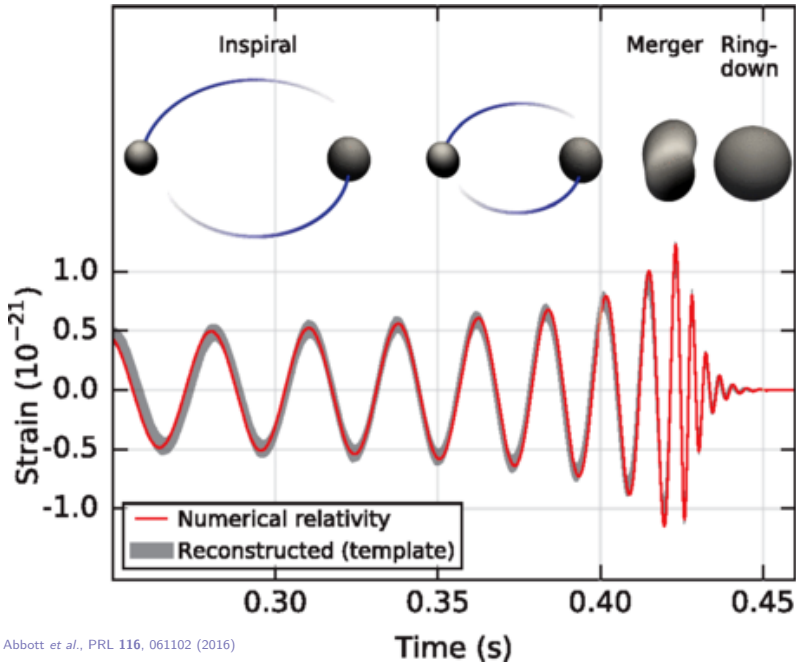 Inspiral
Merger
Ring-
down
Strain (10⁻²¹)
1.0
0.5
0.0
-0.5
-1.0
Numerical relativity
Reconstructed (template)
0.30
0.35
0.40
0.45
Time (s)
Abbott et al., PRL 116, 061102 (2016)